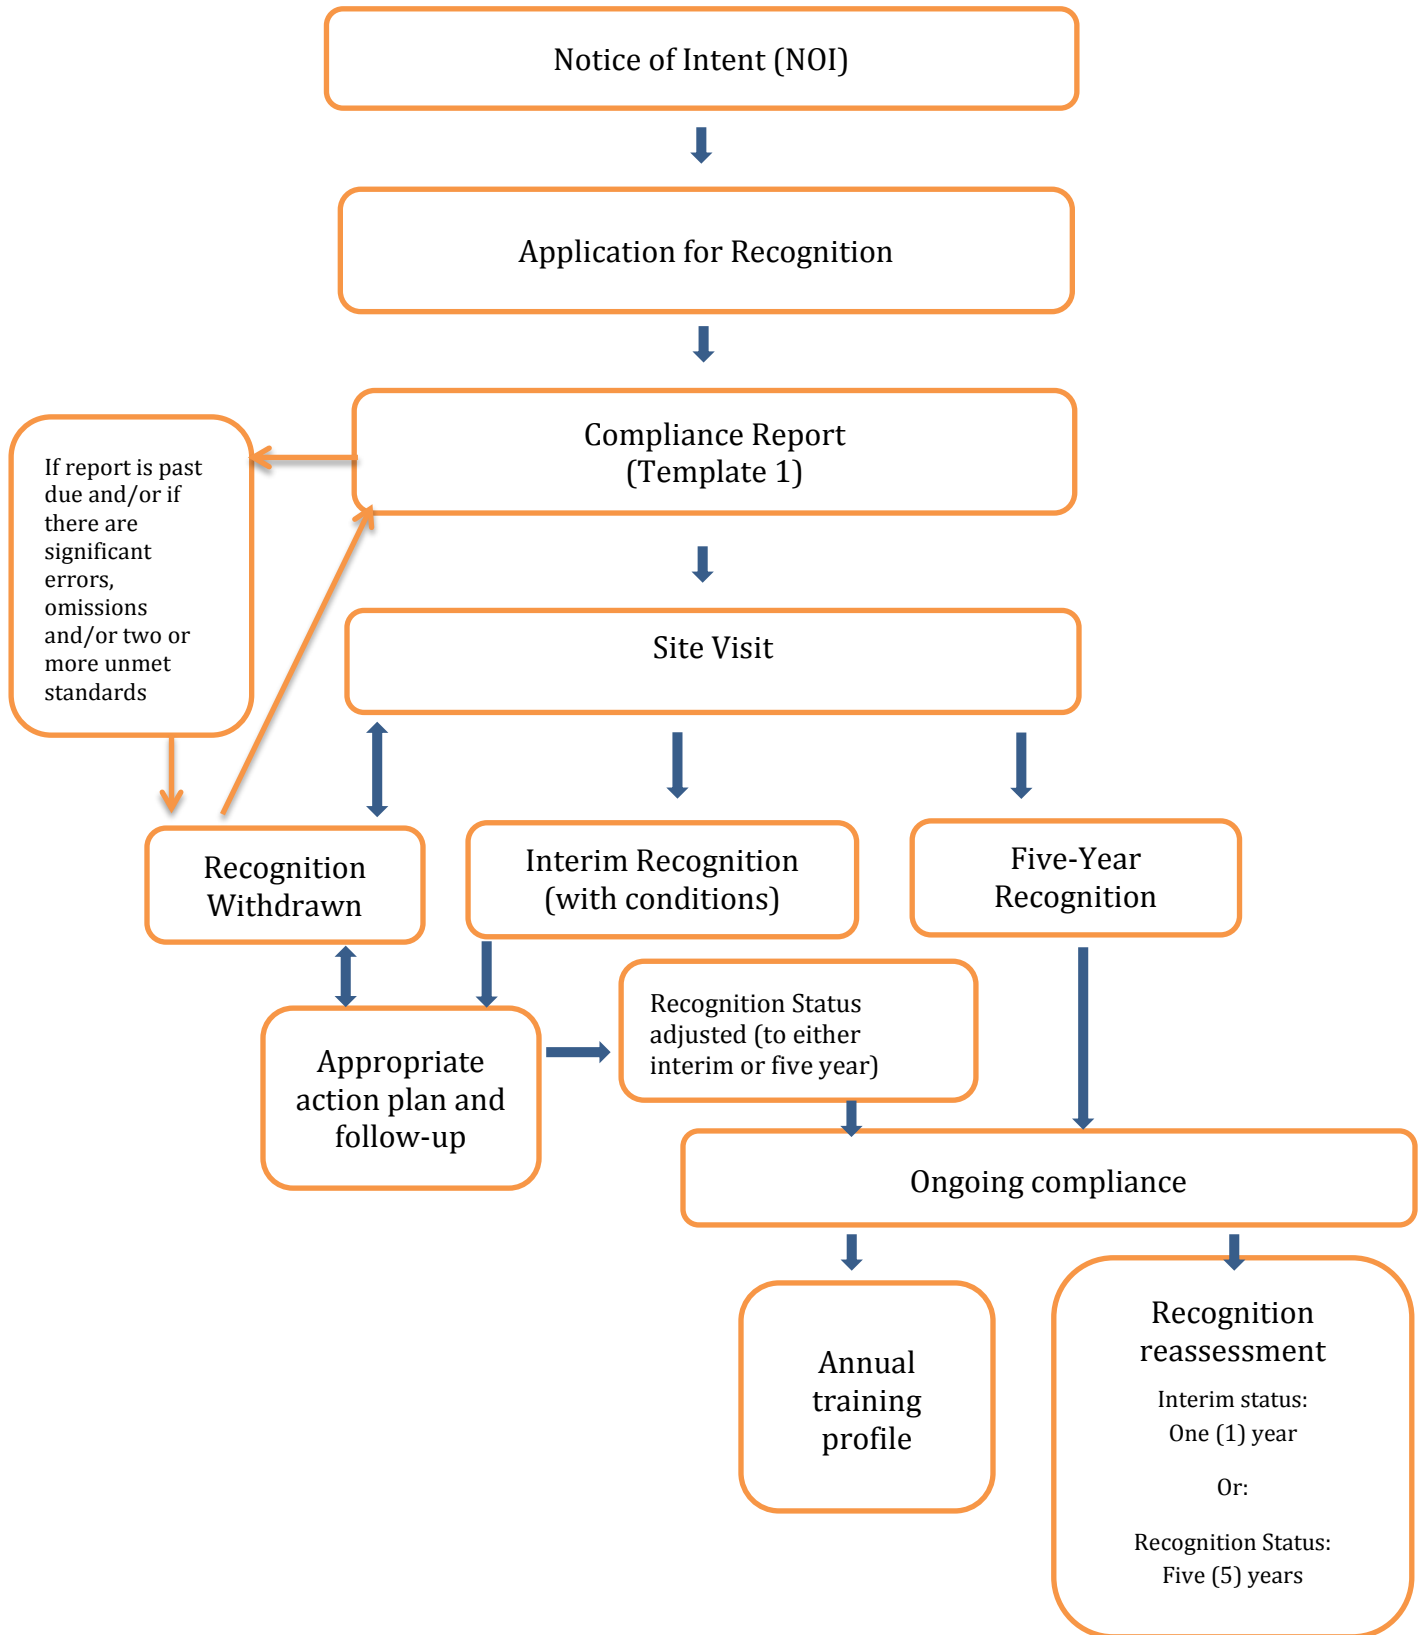 Notice of Intent (NOI)
Application for Recognition
Compliance Report
(Template 1)
If report is past
due and/or if
there are
significant
errors,
omissions
and/or two or
more unmet
standards
Site Visit
Recognition
Withdrawn
Interim Recognition
(with conditions)
Five-Year
Recognition
Appropriate
action plan and
follow-up
Recognition Status
adjusted (to either
interim or five year)
Ongoing compliance
Annual
training
profile
Recognition
reassessment
Interim status:
One (1) year
Or:
Recognition Status:
Five (5) years